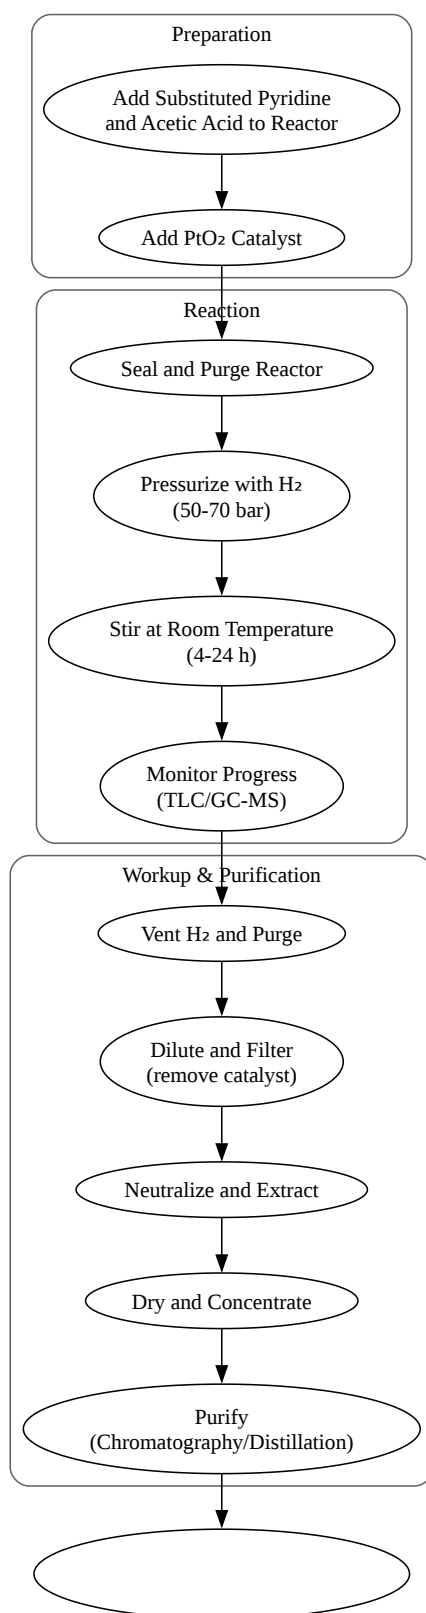 Preparation
Add Substituted Pyridine
and Acetic Acid to Reactor
Add PtO₂ Catalyst
Reaction
Seal and Purge Reactor
Pressurize with H₂
(50-70 bar)
Stir at Room Temperature
(4-24 h)
Monitor Progress
(TLC/GC-MS)
Workup & Purification
Vent H₂ and Purge
Dilute and Filter
(remove catalyst)
Neutralize and Extract
Dry and Concentrate
Purify
(Chromatography/Distillation)